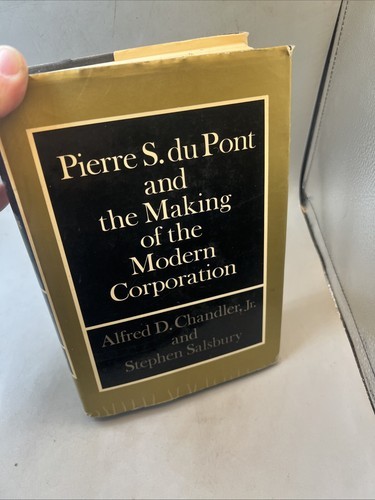 Pierre S. du Pont
and
the Making
of the
Modern
Corporation
Alfred D. Chandler, Jr.
and
Stephen Salsbury